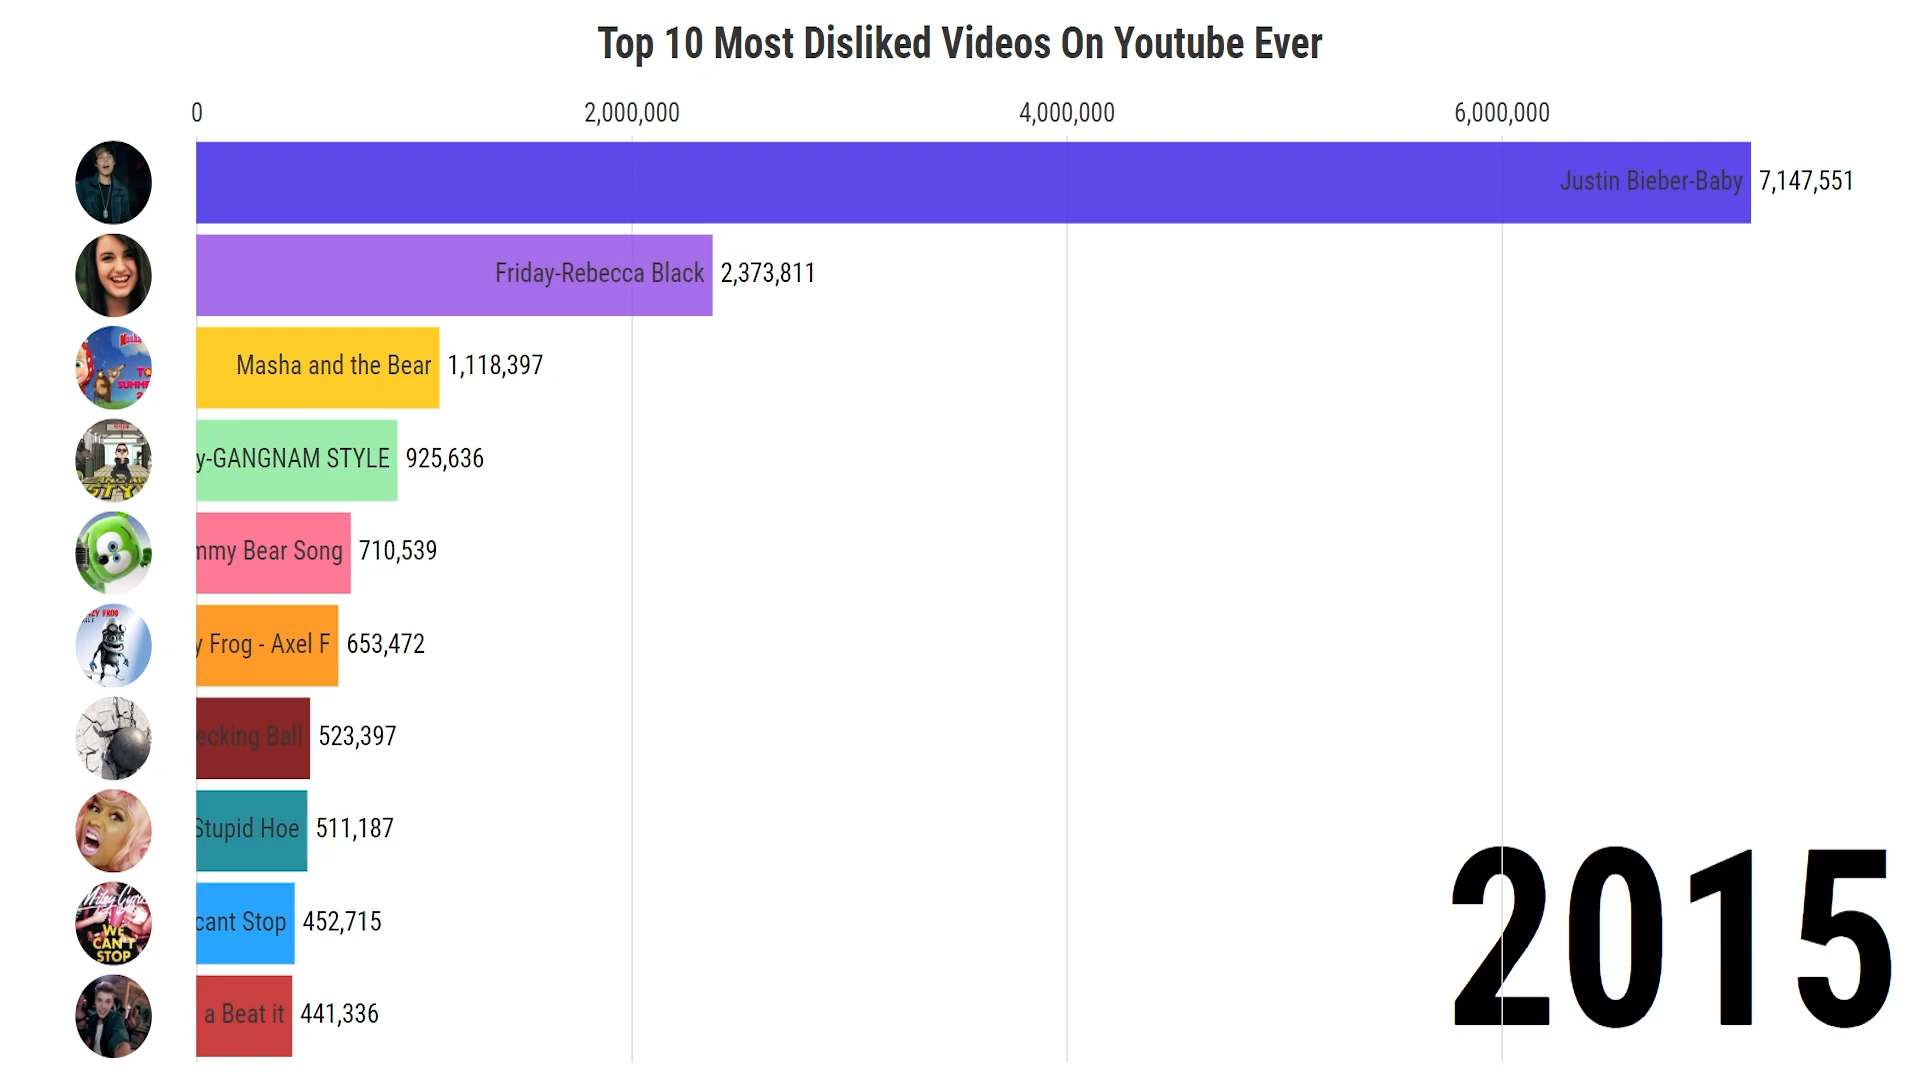 Top 10 Most Disliked Videos On Youtube Ever
0 2,000,000 4,000,000 6,000,000
Justin Bieber-Baby 7,147,551
Friday-Rebecca Black 2,373,811
Masha and the Bear 1,118,397
y-GANGNAM STYLE 925,636
mmy Bear Song 710,539
y Frog - Axel F 653,472
ecking Ball 523,397
Stupid Hoe 511,187
WE
CAN'T
STOP
cant Stop 452,715
a Beat it 441,336
2015